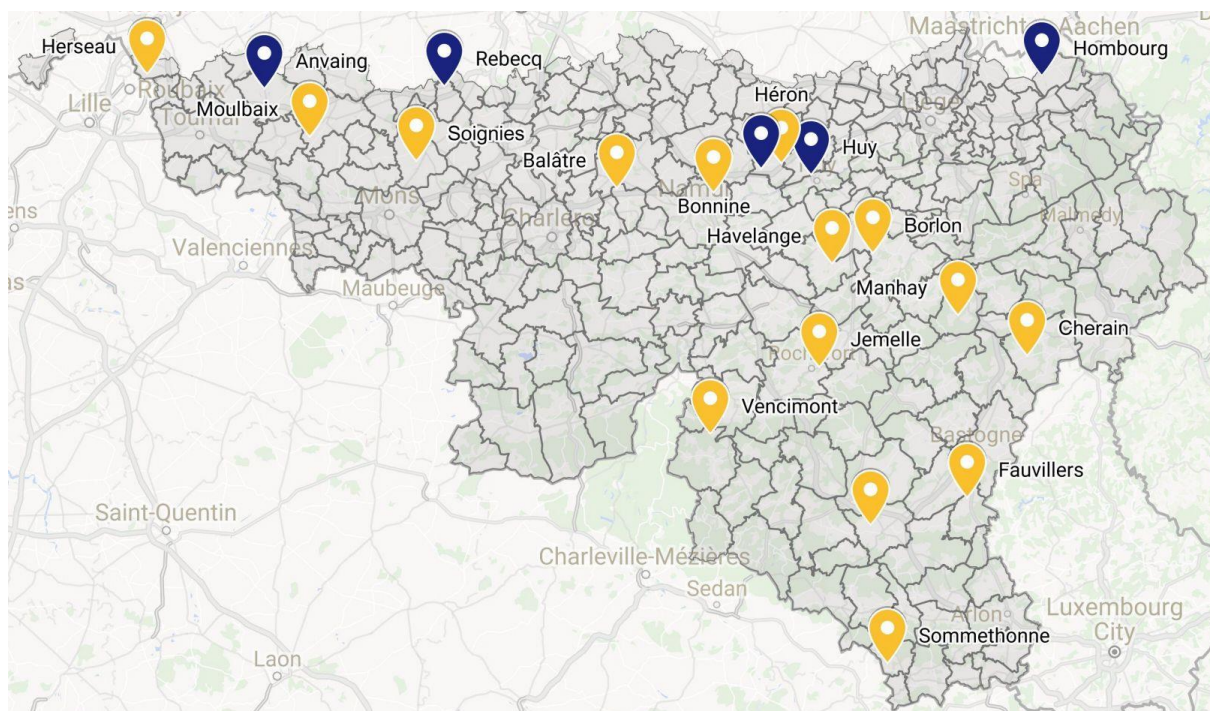 Maastricht
Aachen
Herseau
Anvaing
Rebecq
Hombourg
Lille
Roubaix
Moulbaix
Tournai
Héron
Liège
Soignies
Balâtre
Huy
Namur
Spa
Mons
Charleroi
Bonnine
Malmedy
Valenciennes
Havelange
Borlon
Maubeuge
Manhay
Cherain
Jemelle
Rochefort
Vencimont
Bastogne
Fauvillers
Saint-Quentin
Charleville-Mézières
Sedan
Arlon
Luxembourg
City
Sommethonne
Laon